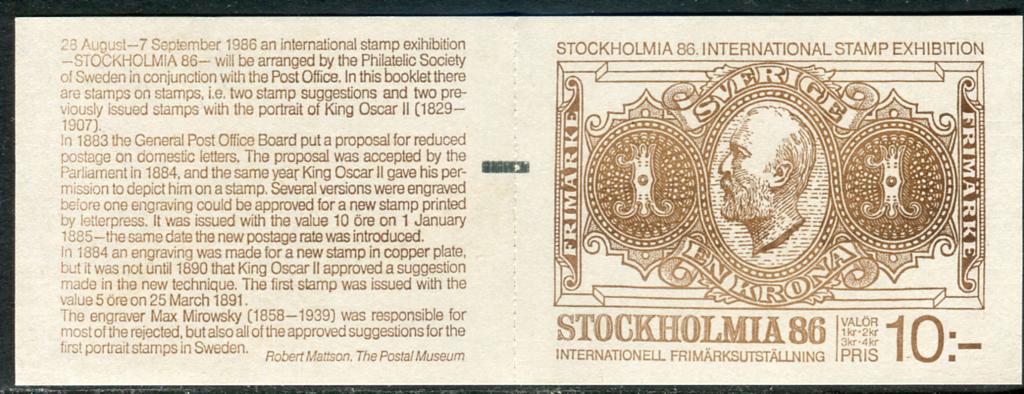 28 August—7 September 1986 an international stamp exihibition
—STOCKHOLMIA 86— will be arranged by the Philatelic Society
of Sweden in conjunction with the Post Office. In this booklet there
are stamps on stamps, i.e. two stamp suggestions and two pre-
viously issued stamps with the portrait of King Oscar II (1829—
1907).
In 1883 the General Post Office Board put a proposal for reduced
postage on domestic letters. The proposal was accepted by the
Parliament in 1884, and the same year King Oscar II gave his per-
mission to depict him on a stamp. Several versions were engraved
before one engraving could be approved for a new stamp printed
by letterpress. It was issued with the value 10 öre on 1 January
1885—the same date the new postage rate was introduced.
In 1884 an engraving was made for a new stamp in copper plate,
but it was not until 1890 that King Oscar II approved a suggestion
made in the new technique. The first stamp was issued with the
value 5 öre on 25 March 1891.
The engraver Max Mirowsky (1858—1939) was responsible for
most of the rejected, but also all of the approved suggestions for the
first portrait stamps in Sweden.
Robert Mattson, The Postal Museum
STOCKHOLMIA 86. INTERNATIONAL STAMP EXHIBITION
SVERIGE
FRIMÄRKE
1
1
FRIMÄRKE
EN KRONA
STOCKHOLMIA 86
INTERNATIONELL FRIMÄRKSUTSTÄLLNING
VALÖR
1kr·2kr
3kr·4kr
PRIS
10:-